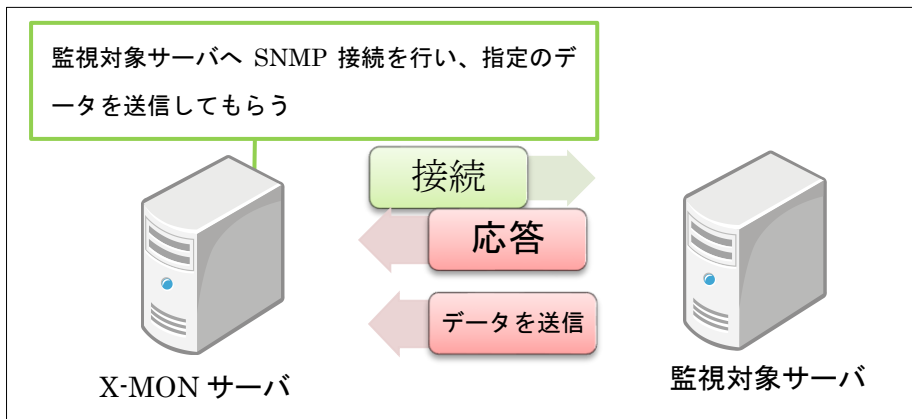 監視対象サーバへ SNMP 接続を行い、指定のデ
ータを送信してもらう
接続
応答
データを送信
X-MON サーバ
監視対象サーバ